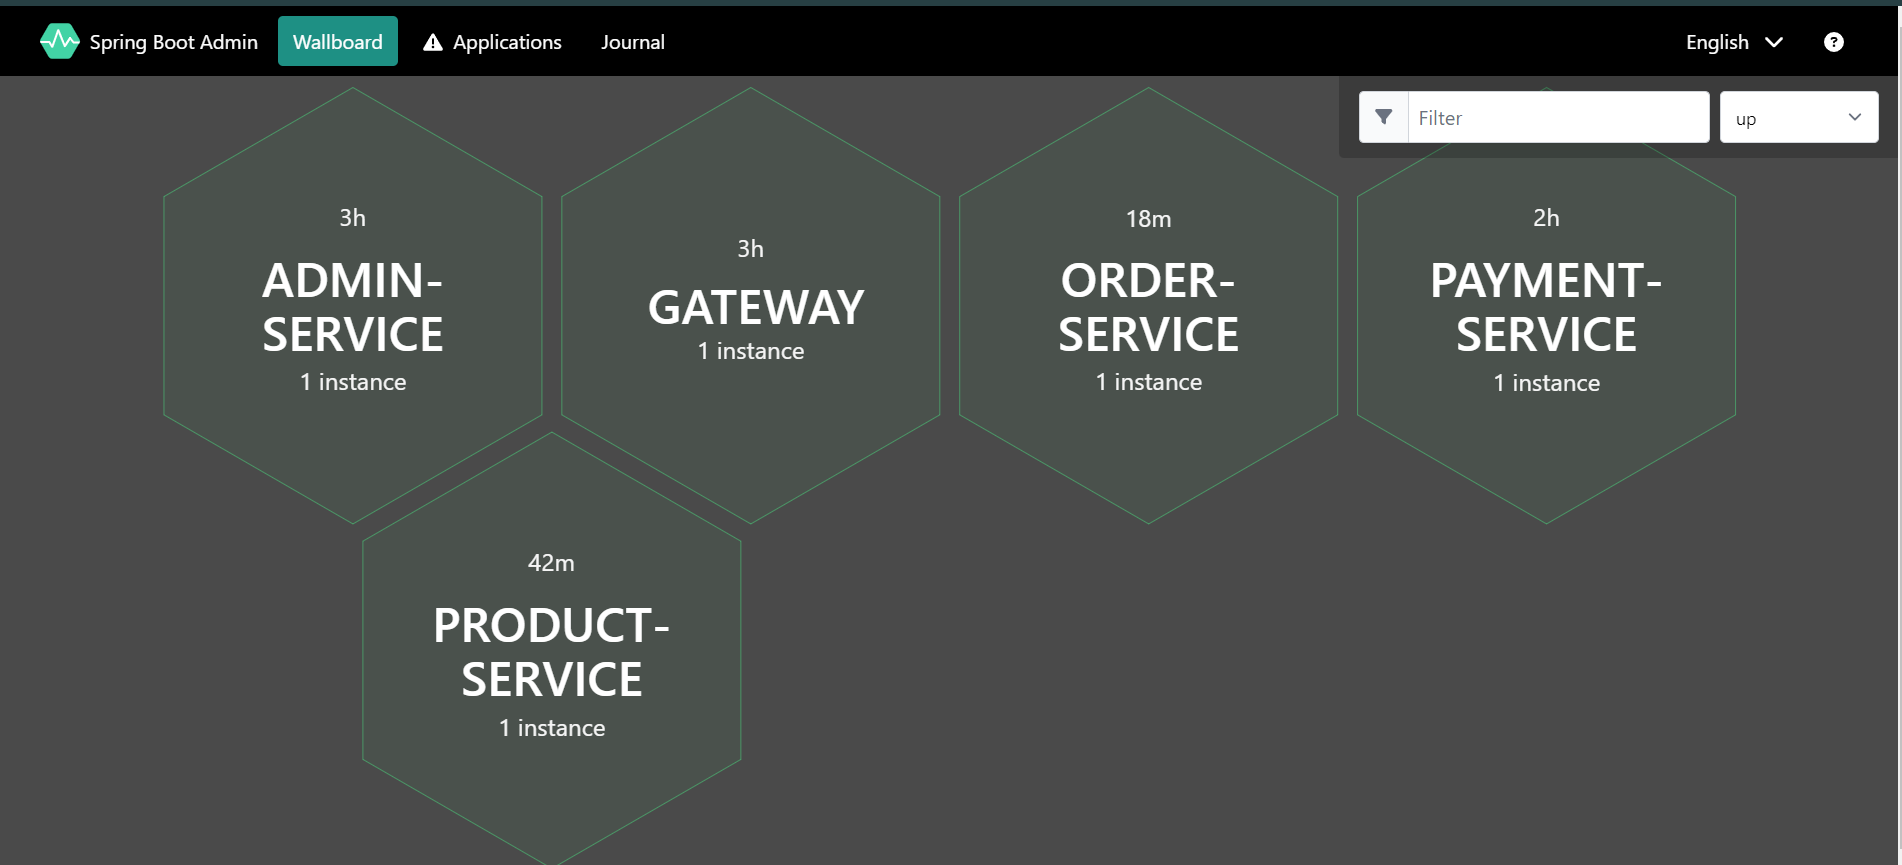 Spring Boot Admin
Wallboard
Applications
Journal
English
?
Filter
up
3h
ADMIN-
SERVICE
1 instance
3h
GATEWAY
1 instance
18m
ORDER-
SERVICE
1 instance
2h
PAYMENT-
SERVICE
1 instance
42m
PRODUCT-
SERVICE
1 instance